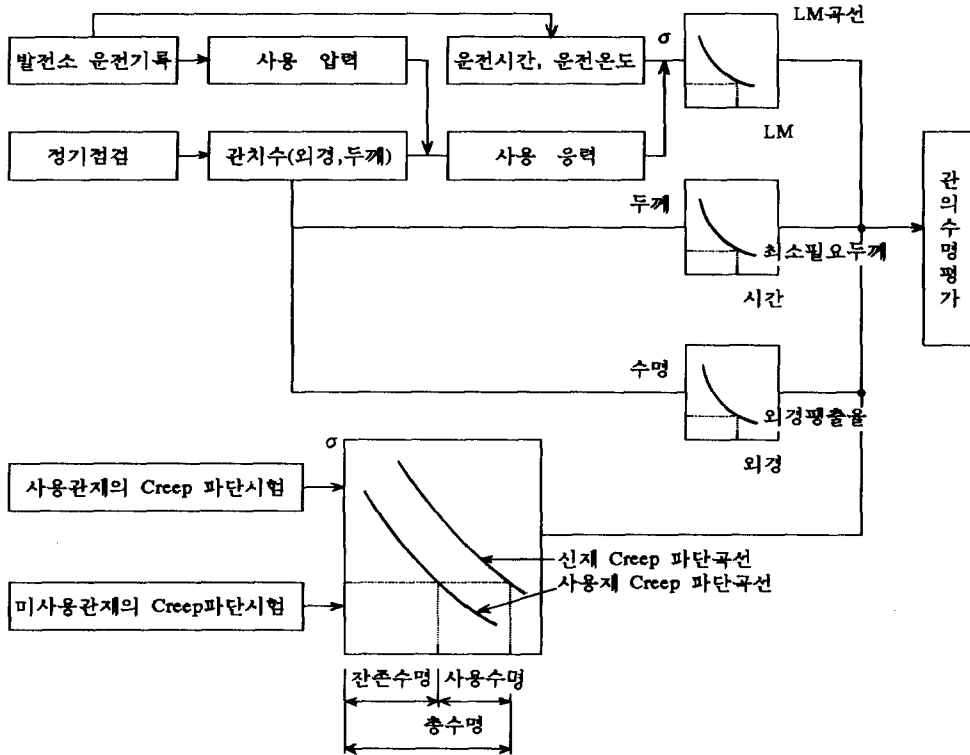 LM곡선
발전소 운전기록
사용 압력
운전시간, 운전온도
σ
LM
정기점검
관치수(외경,두께)
사용 응력
두께
최소필요두께
시간
관의수명평가
수명
외경팽출율
외경
σ
사용관재의 Creep 파단시험
신재 Creep 파단곡선
사용재 Creep 파단곡선
미사용관재의 Creep파단시험
잔존수명
사용수명
총수명